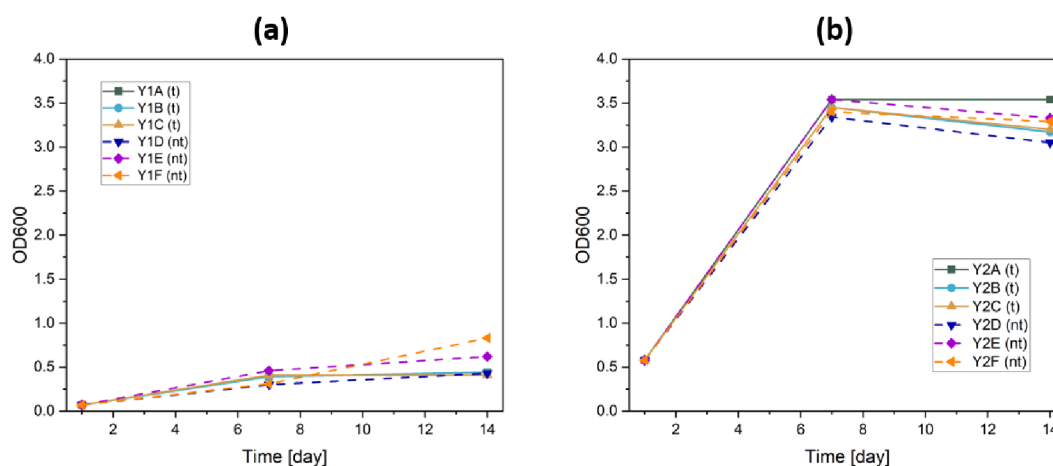 (a)
4.0
3.5
3.0
2.5
2.0
1.5
1.0
0.5
0.0
OD600
Y1A (t)
Y1B (t)
Y1C (t)
Y1D (nt)
Y1E (nt)
Y1F (nt)
2 4 6 8 10 12 14
Time [day]
(b)
4.0
3.5
3.0
2.5
2.0
1.5
1.0
0.5
0.0
OD600
Y2A (t)
Y2B (t)
Y2C (t)
Y2D (nt)
Y2E (nt)
Y2F (nt)
2 4 6 8 10 12 14
Time [day]